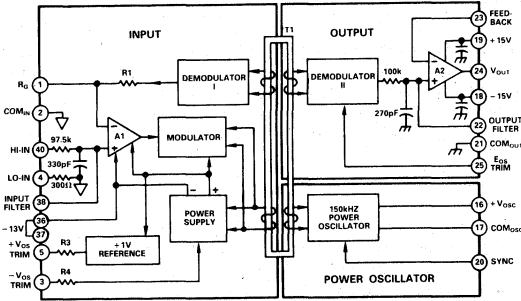 INPUT
OUTPUT
T1
FEED-
BACK
23
19 + 15V
A2
24 VOUT
18 − 15V
22 OUTPUT
FILTER
21 COMOUT
25 EOS
TRIM
RG 1
R1
DEMODULATOR
I
DEMODULATOR
II
100k
270pF
COMIN 2
HI-IN 40
97.5k
330pF
LO-IN 4
300Ω
A1
MODULATOR
INPUT
FILTER 38
36
− 13V
37
− +
POWER
SUPPLY
+ VOS
TRIM 5
R3
+1V
REFERENCE
− VOS
TRIM 3
R4
150kHZ
POWER
OSCILLATOR
16 + VOSC
17 COMOSC
20 SYNC
POWER OSCILLATOR